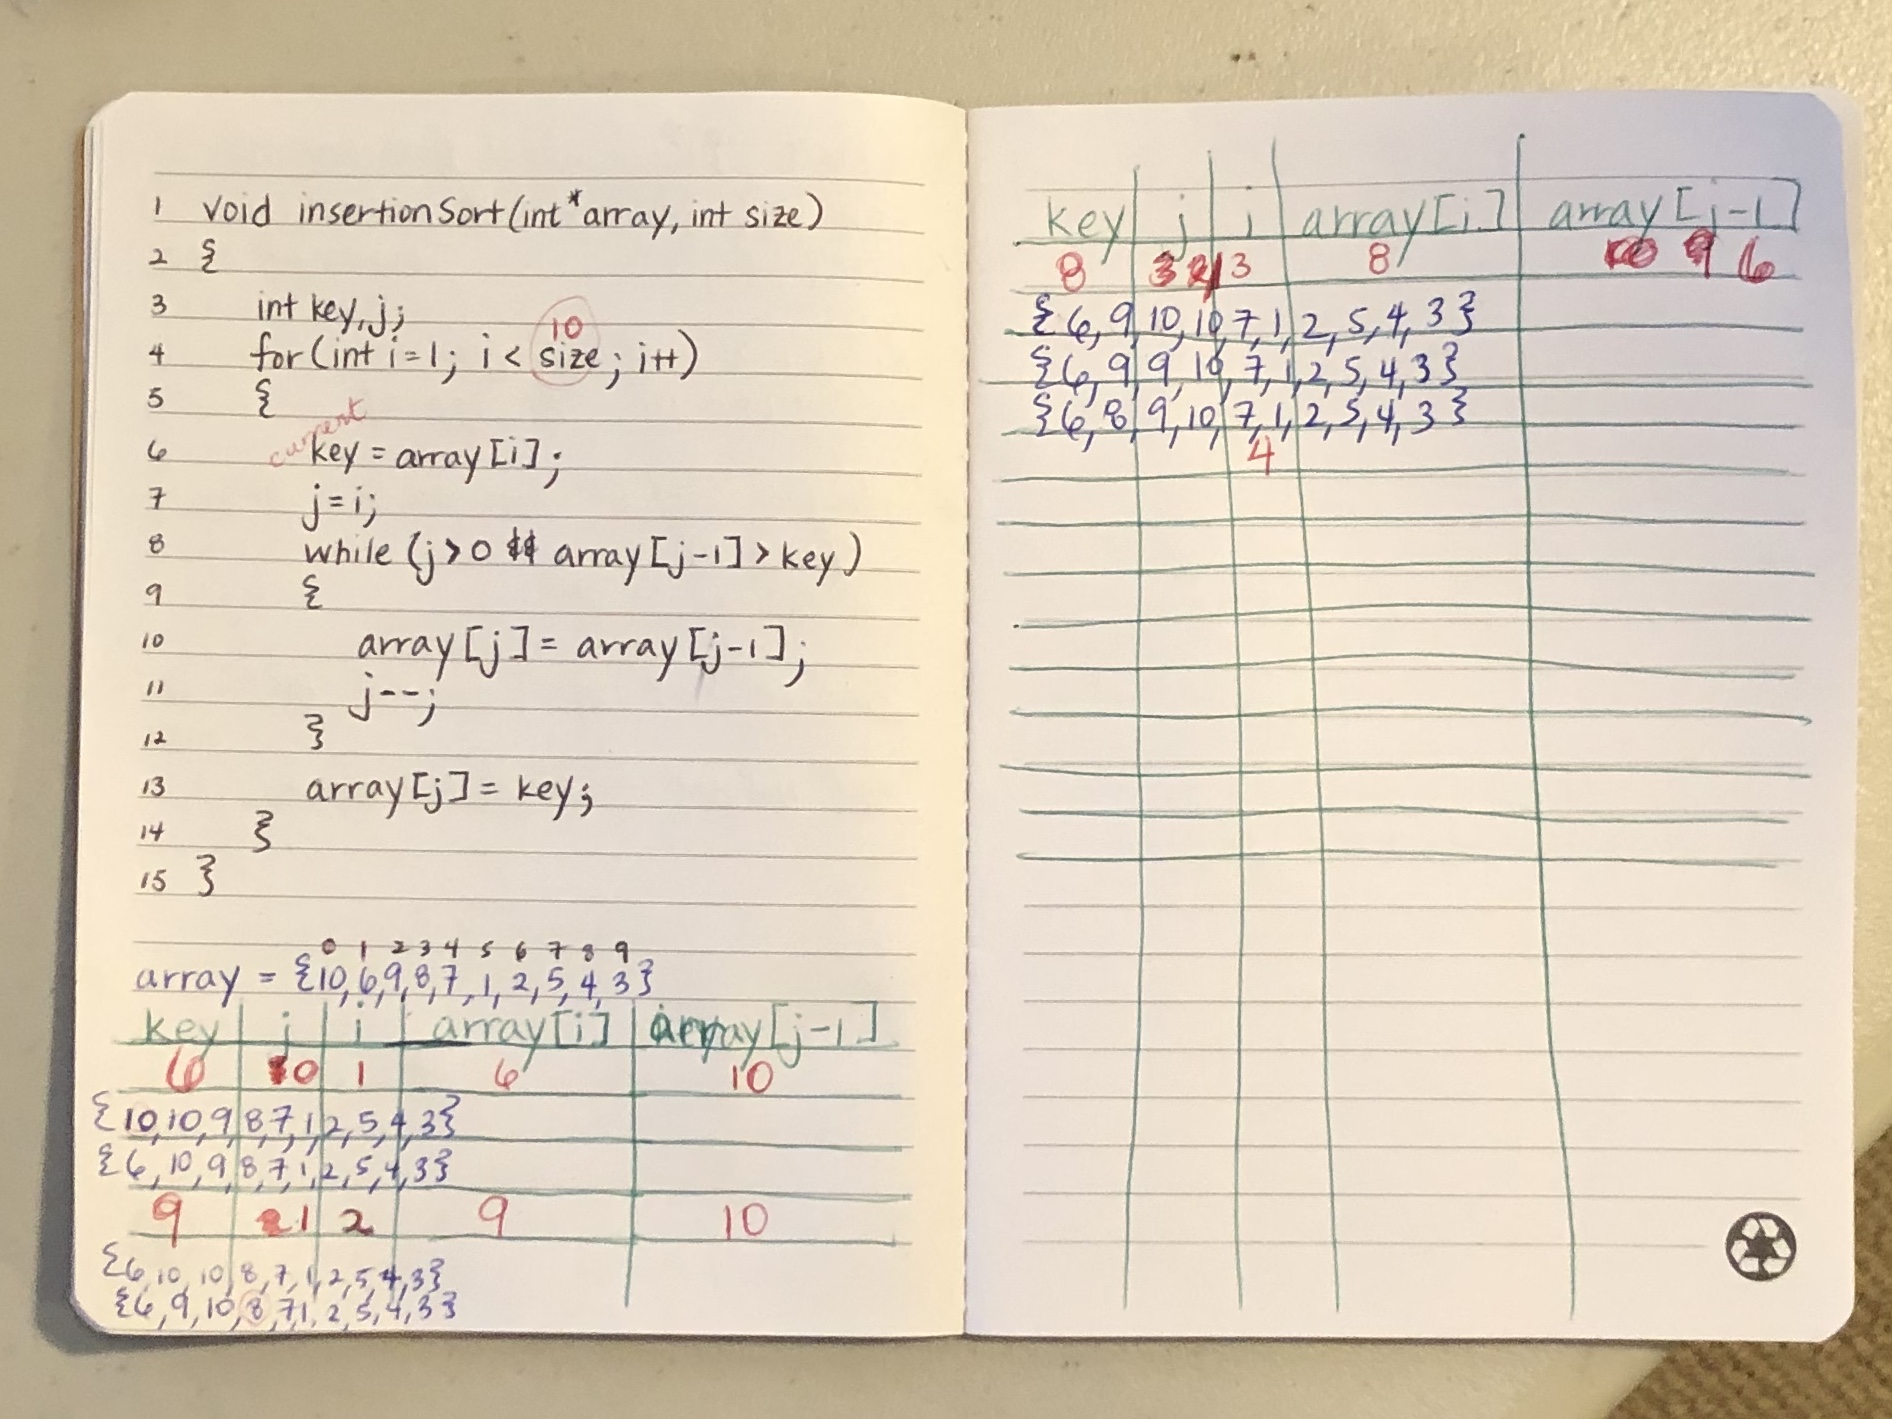 1 void insertionSort(int*array, int size)
2 {
3 int key, j;
10
4 for(int i=1; i < size; i++)
5 {
current
6 key = array[i];
7 j=i;
8 while (j>0 && array[j-1] > key)
9 {
10 array[j] = array[j-1];
11 j--;
12 }
13 array[j] = key;
14 }
15 }
0 1 2 3 4 5 6 7 8 9
array = {10,6,9,8,7,1,2,5,4,3}
key j i array[i] array[j-1]
6 0 1 6 10
{10,10,9,8,7,1,2,5,4,3}
{6,10,9,8,7,1,2,5,4,3}
9 2 1 2 9 10
{6,10,10,8,7,1,2,5,4,3}
{6,9,10,8,7,1,2,5,4,3}
key j i array[i] array[j-1]
8 3 2 1 3 8 10 9 6
{6,9,10,10,7,1,2,5,4,3}
{6,9,9,10,7,1,2,5,4,3}
{6,8,9,10,7,1,2,5,4,3}
4